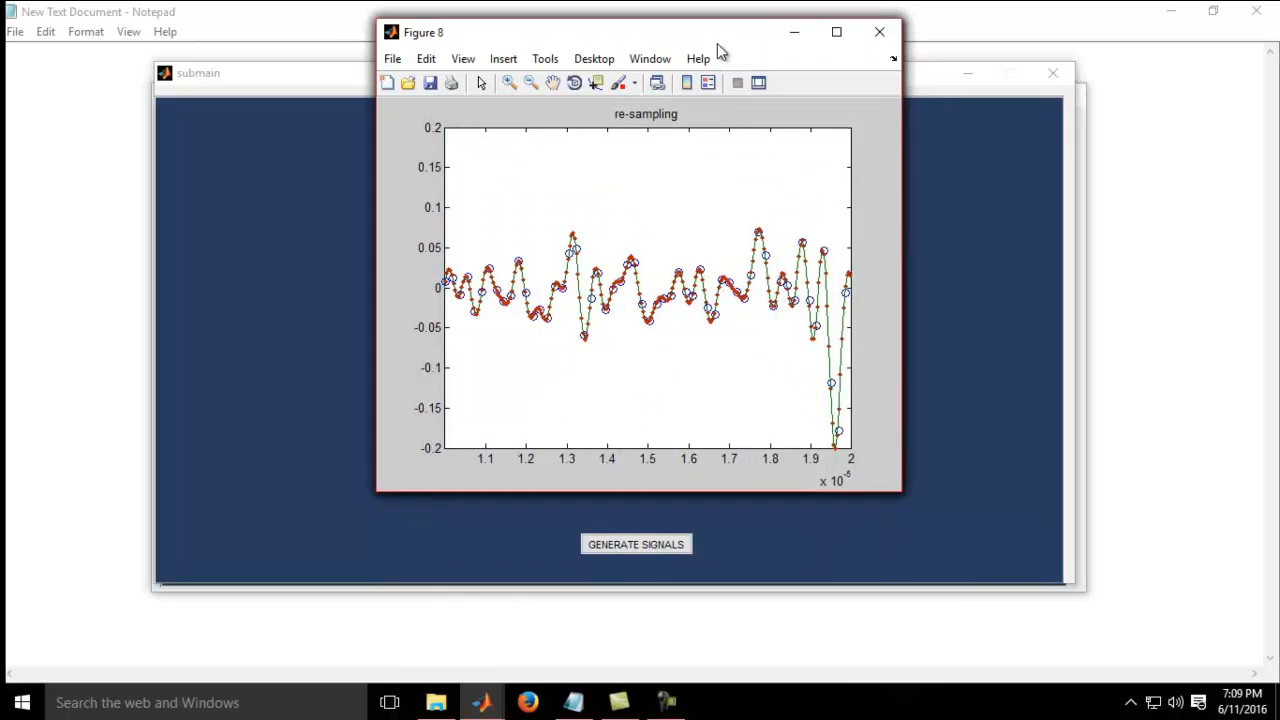 New Text Document - Notepad
File Edit Format View Help
submain
Figure 8
File Edit View Insert Tools Desktop Window Help
re-sampling
0.2
0.15
0.1
0.05
0
-0.05
-0.1
-0.15
-0.2
1.1 1.2 1.3 1.4 1.5 1.6 1.7 1.8 1.9 2
x 10-5
GENERATE SIGNALS
Search the web and Windows
7:09 PM
6/11/2016